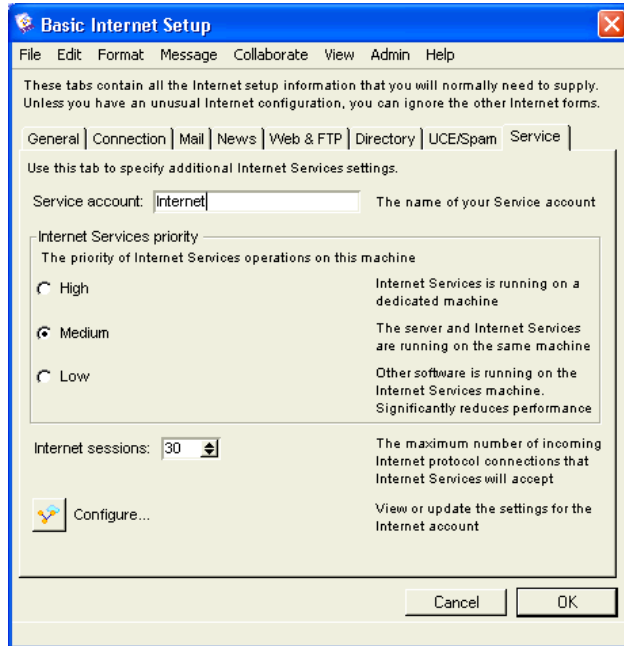 Basic Internet Setup
File Edit Format Message Collaborate View Admin Help
These tabs contain all the Internet setup information that you will normally need to supply.
Unless you have an unusual Internet configuration, you can ignore the other Internet forms.
General Connection Mail News Web & FTP Directory UCE/Spam Service
Use this tab to specify additional Internet Services settings.
Service account: Internet The name of your Service account
Internet Services priority
The priority of Internet Services operations on this machine
High Internet Services is running on a
dedicated machine
Medium The server and Internet Services
are running on the same machine
Low Other software is running on the
Internet Services machine.
Significantly reduces performance
Internet sessions: 30 The maximum number of incoming
Internet protocol connections that
Internet Services will accept
Configure... View or update the settings for the
Internet account
Cancel OK